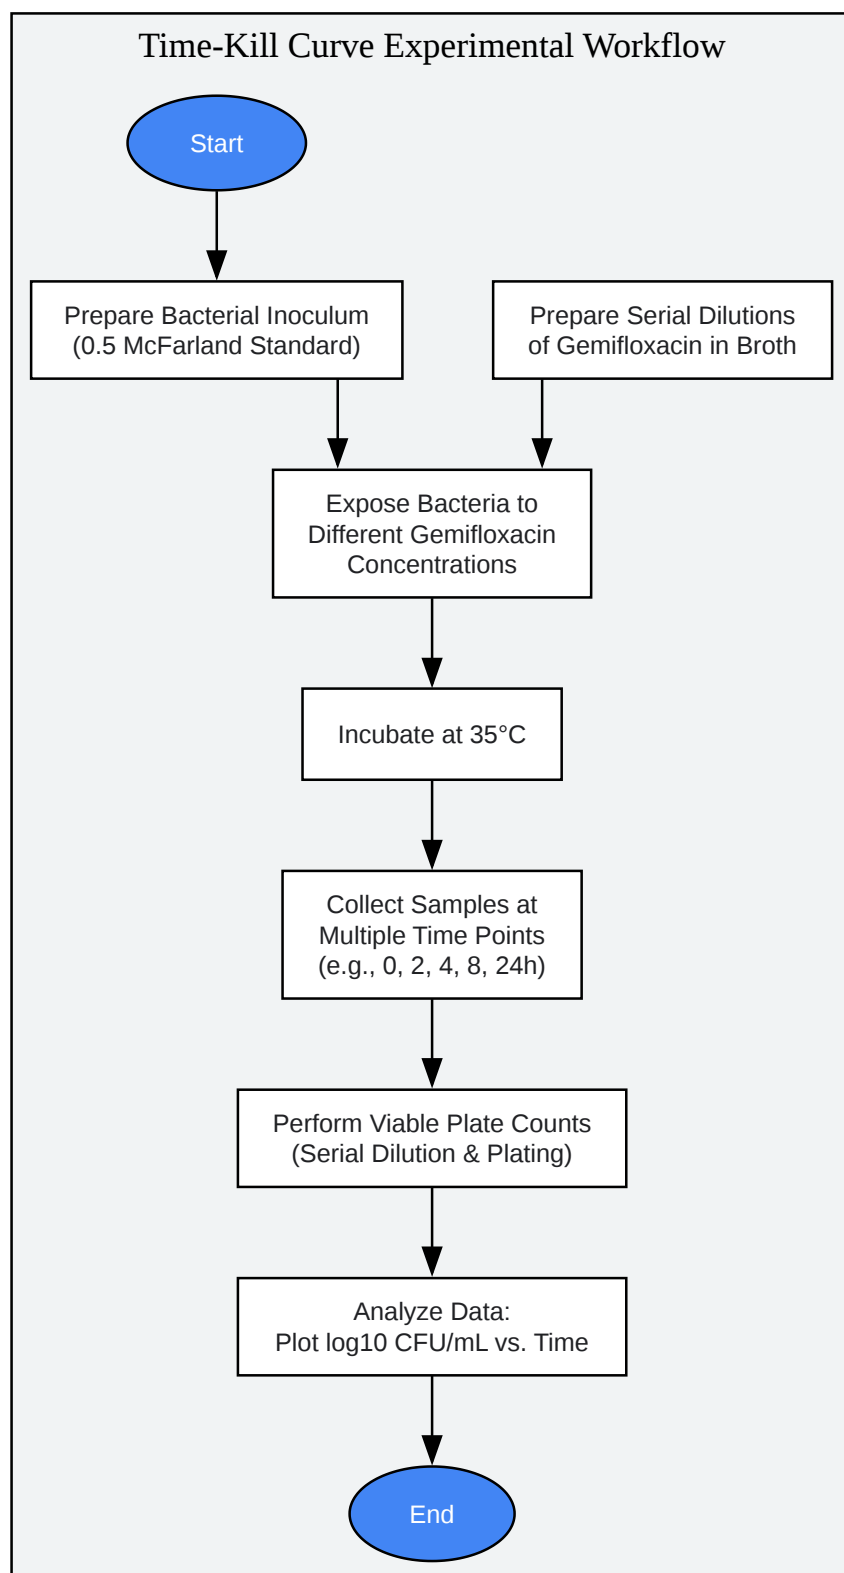 Time-Kill Curve Experimental Workflow
Start
Prepare Bacterial Inoculum
(0.5 McFarland Standard)
Prepare Serial Dilutions
of Gemifloxacin in Broth
Expose Bacteria to
Different Gemifloxacin
Concentrations
Incubate at 35°C
Collect Samples at
Multiple Time Points
(e.g., 0, 2, 4, 8, 24h)
Perform Viable Plate Counts
(Serial Dilution & Plating)
Analyze Data:
Plot log10 CFU/mL vs. Time
End